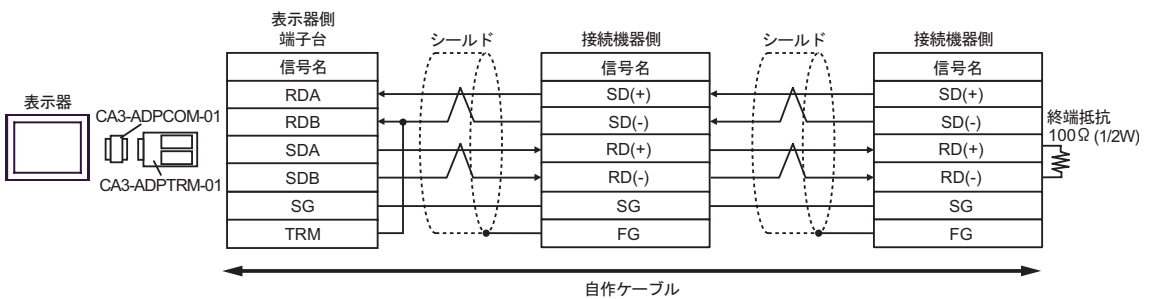 表示器
CA3-ADPCOM-01
CA3-ADPTRM-01
表示器側
端子台
信号名
RDA
RDB
SDA
SDB
SG
TRM
シールド
接続機器側
信号名
SD(+)
SD(-)
RD(+)
RD(-)
SG
FG
シールド
接続機器側
信号名
SD(+)
SD(-)
RD(+)
RD(-)
SG
FG
終端抵抗
100Ω (1/2W)
自作ケーブル